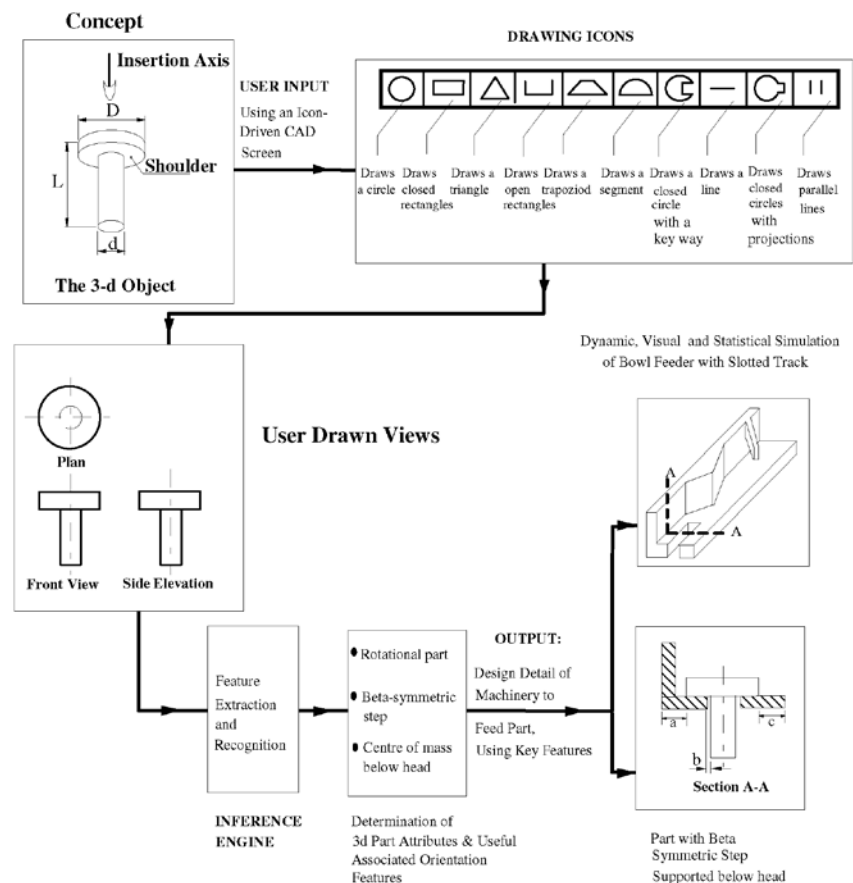 Concept
Insertion Axis
D
Shoulder
L
d
The 3-d Object
USER INPUT
Using an Icon-
Driven CAD
Screen
DRAWING ICONS
Draws
a circle
Draws
closed
rectangles
Draws a
triangle
Draws
open
rectangles
Draws a
trapoziod
Draws a
segment
Draws a
closed
circle
with a
key way
Draws a
line
Draws
closed
circles
with
projections
Draws
parallel
lines
Plan
Front View
Side Elevation
User Drawn Views
Dynamic, Visual and Statistical Simulation
of Bowl Feeder with Slotted Track
A
A
Feature
Extraction
and
Recognition
INFERENCE
ENGINE
Rotational part
Beta-symmetric
step
Centre of mass
below head
Determination of
3d Part Attributes & Useful
Associated Orientation
Features
OUTPUT:
Design Detail of
Machinery to
Feed Part,
Using Key Features
a
c
b
Section A-A
Part with Beta
Symmetric Step
Supported below head